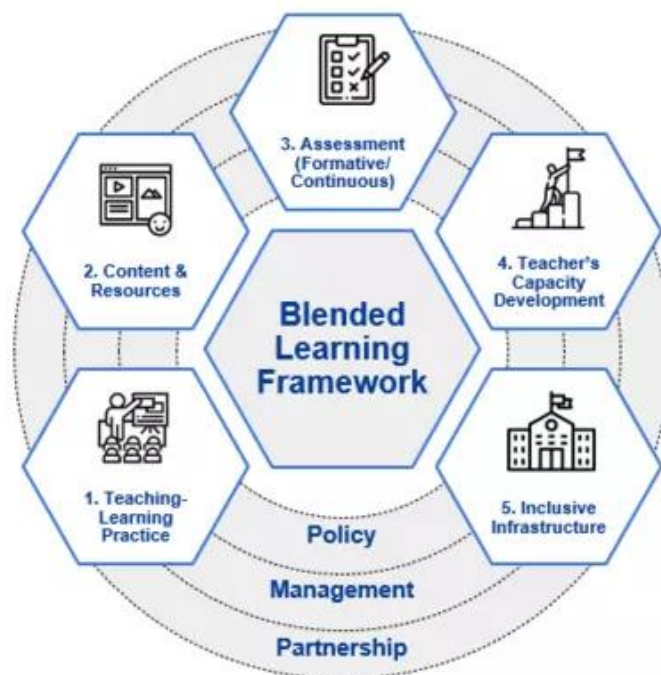 3. Assessment
(Formative/
Continuous)
2. Content &
Resources
4. Teacher's
Capacity
Development
Blended
Learning
Framework
1. Teaching-
Learning
Practice
5. Inclusive
Infrastructure
Policy
Management
Partnership